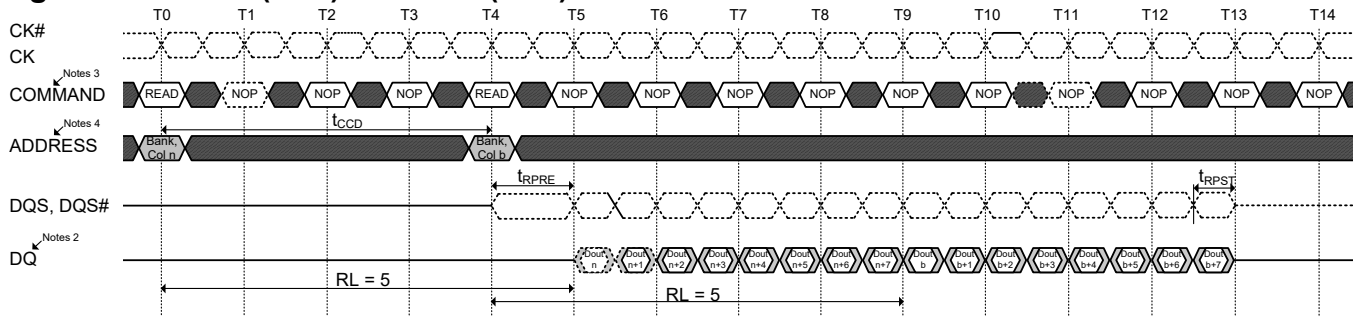 T0 T1 T2 T3 T4 T5 T6 T7 T8 T9 T10 T11 T12 T13 T14
CK#
CK
Notes 3
COMMAND READ NOP NOP NOP READ NOP NOP NOP NOP NOP NOP NOP NOP NOP NOP
tCCD
Notes 4
ADDRESS Bank, Col n Bank, Col b
tRPRE tRPST
DQS, DQS#
Notes 2
DQ Dout n Dout n+1 Dout n+2 Dout n+3 Dout n+4 Dout n+5 Dout n+6 Dout n+7 Dout b Dout b+1 Dout b+2 Dout b+3 Dout b+4 Dout b+5 Dout b+6 Dout b+7
RL = 5
RL = 5